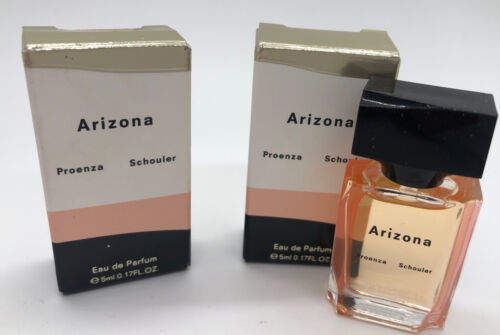 Arizona
Proenza Schouler
Eau de Parfum
℮5ml 0.17FL.OZ.
Arizona
Proenza Schouler
Eau de Parfum
℮5ml 0.17FL.OZ.
Arizona
Proenza Schouler